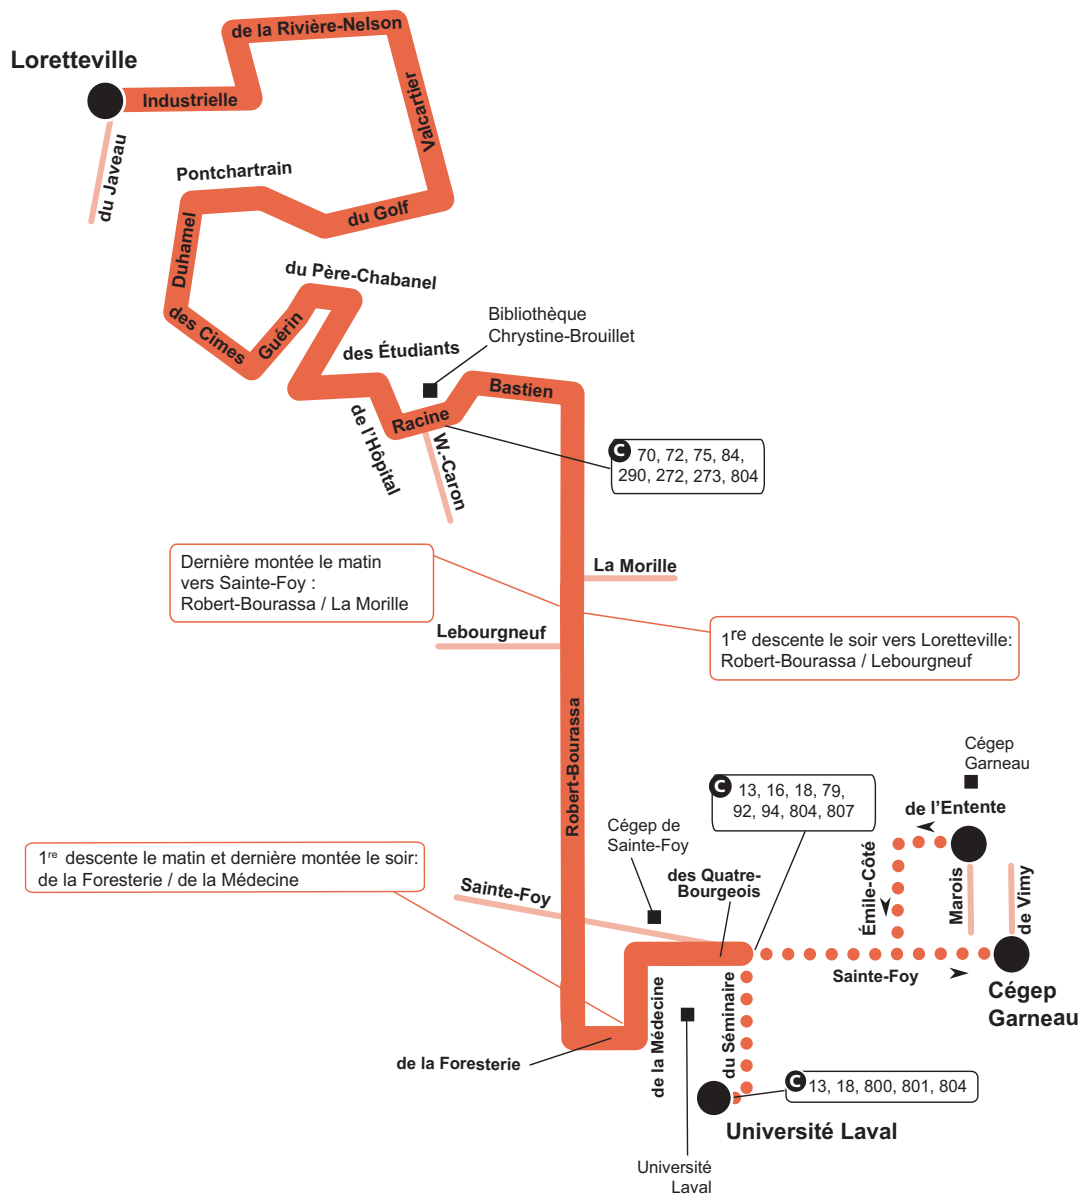 de la Rivière-Nelson
Loretteville
Industrielle
Valcartier
du Javeau
Pontchartrain
du Golf
Duhamel
du Père-Chabanel
des Cimes
Guérin
Bibliothèque
Chrystine-Brouillet
des Étudiants
Bastien
Racine
de l'Hôpital
W.-Caron
C 70, 72, 75, 84,
290, 272, 273, 804
Dernière montée le matin
vers Sainte-Foy :
Robert-Bourassa / La Morille
La Morille
Lebourgneuf
1re descente le soir vers Loretteville:
Robert-Bourassa / Lebourgneuf
Robert-Bourassa
Cégep
Garneau
C 13, 16, 18, 79,
92, 94, 804, 807
de l'Entente
Cégep de
Sainte-Foy
1re descente le matin et dernière montée le soir:
de la Foresterie / de la Médecine
des Quatre-
Bourgeois
Sainte-Foy
Émile-Côté
Marois
de Vimy
Sainte-Foy
Cégep
Garneau
de la Médecine
du Séminaire
de la Foresterie
C 13, 18, 800, 801, 804
Université Laval
Université
Laval